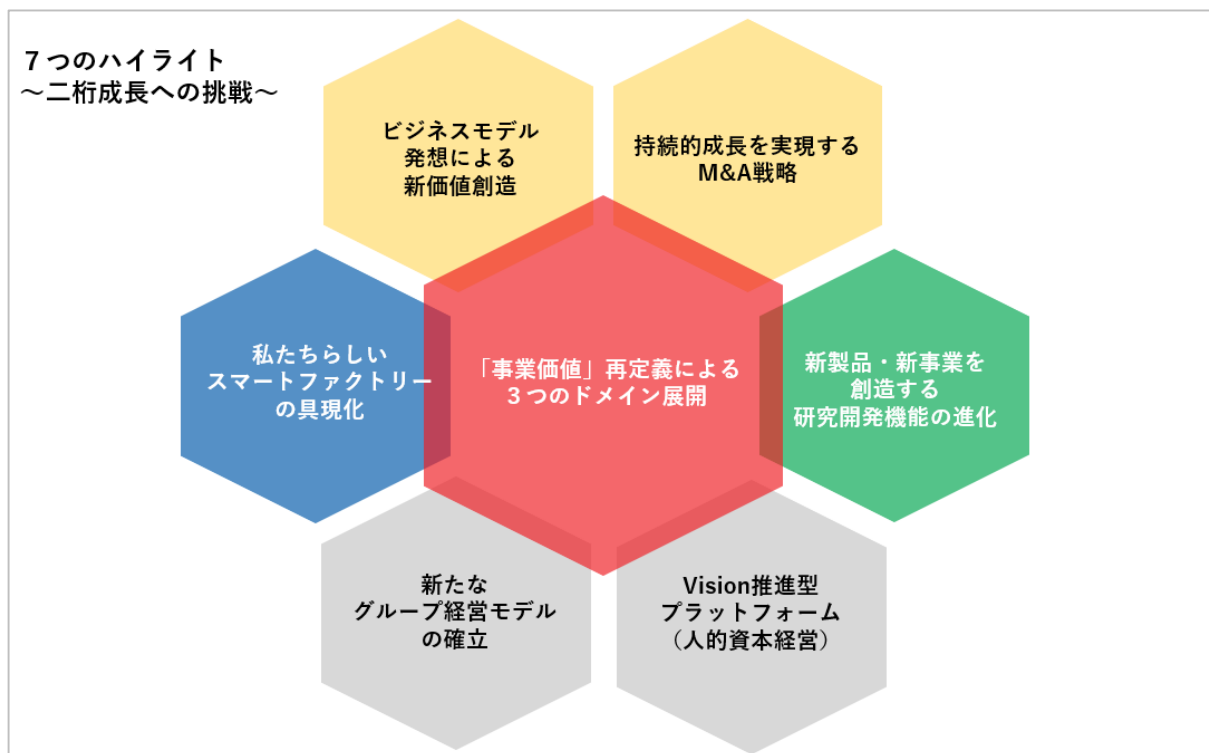 ７つのハイライト
～二桁成長への挑戦～
ビジネスモデル
発想による
新価値創造
持続的成長を実現する
M&A戦略
私たちらしい
スマートファクトリー
の具現化
「事業価値」再定義による
３つのドメイン展開
新製品・新事業を
創造する
研究開発機能の進化
新たな
グループ経営モデル
の確立
Vision推進型
プラットフォーム
（人的資本経営）